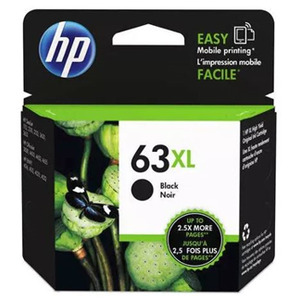 hp
EASY
Mobile printing*
L'impression mobile
FACILE*
63XL
Black
Noir
UP TO
2.5X MORE
PAGES**
JUSQU'À
2,5 FOIS PLUS
DE PAGES**